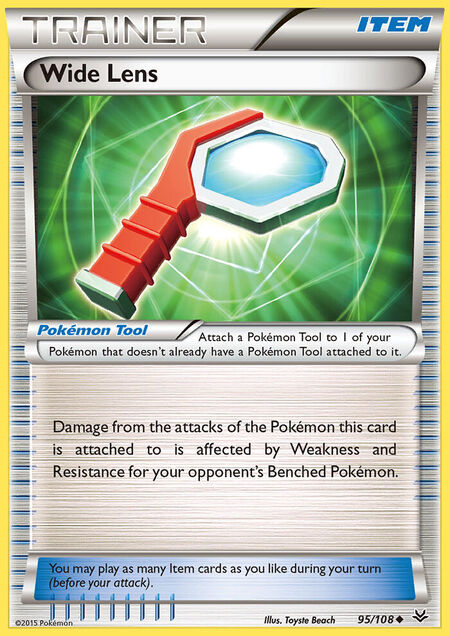 TRAINER
ITEM
Wide Lens
Pokémon Tool
Attach a Pokémon Tool to 1 of your
Pokémon that doesn't already have a Pokémon Tool attached to it.
Damage from the attacks of the Pokémon this card
is attached to is affected by Weakness and
Resistance for your opponent's Benched Pokémon.
You may play as many Item cards as you like during your turn
(before your attack).
©2015 Pokémon
Illus. Toyste Beach
95/108